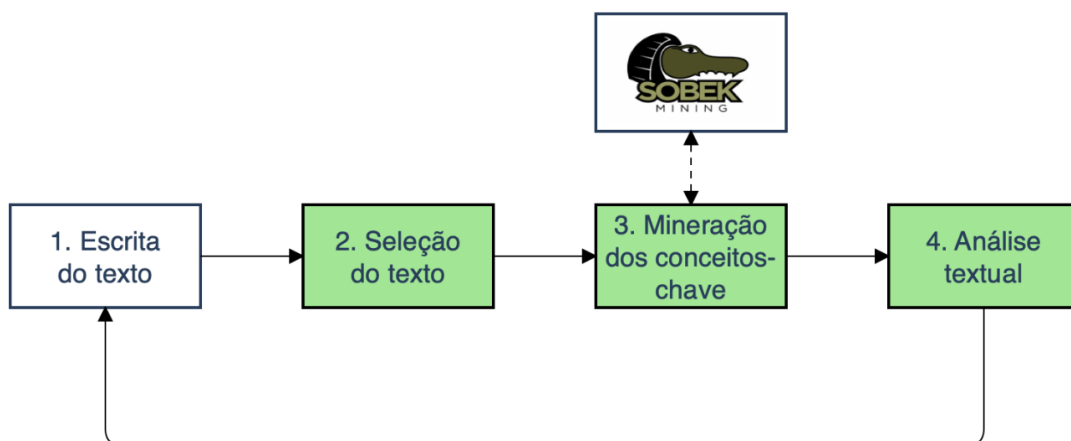 SOBEK
MINING
1. Escrita
do texto
2. Seleção
do texto
3. Mineração
dos conceitos-
chave
4. Análise
textual